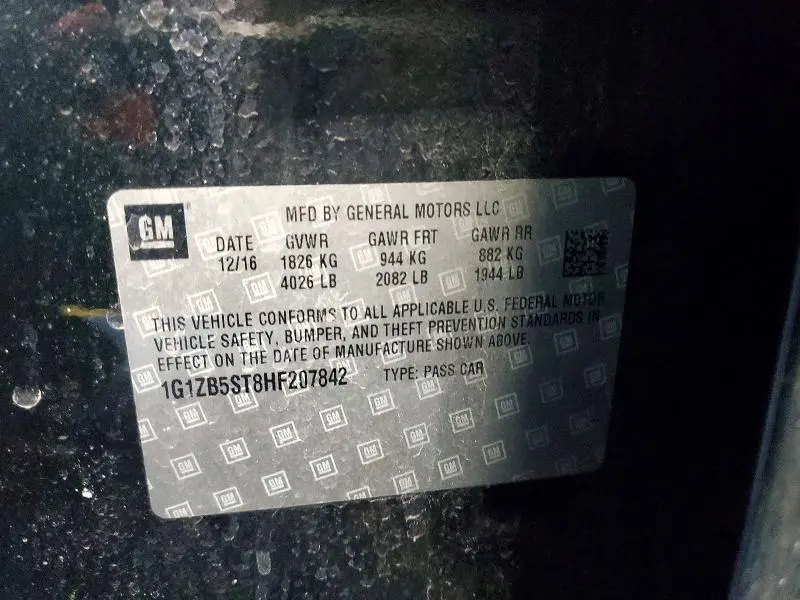 GM
MFD BY GENERAL MOTORS LLC
DATE GVWR GAWR FRT GAWR RR
12/16 1826 KG 944 KG 882 KG
4026 LB 2082 LB 1944 LB
THIS VEHICLE CONFORMS TO ALL APPLICABLE U.S. FEDERAL MOTOR
VEHICLE SAFETY, BUMPER, AND THEFT PREVENTION STANDARDS IN
EFFECT ON THE DATE OF MANUFACTURE SHOWN ABOVE.
1G1ZB5ST8HF207842 TYPE: PASS CAR